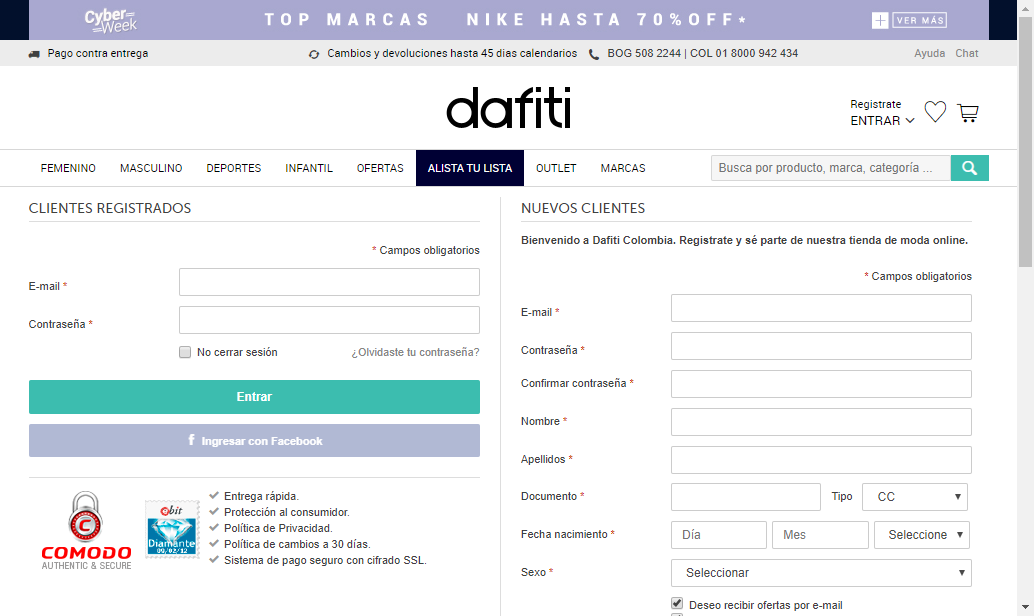 Cyber Week TOP MARCAS NIKE HASTA 70%OFF* + VER MÁS
Pago contra entrega Cambios y devoluciones hasta 45 dias calendarios BOG 508 2244 | COL 01 8000 942 434 Ayuda Chat
dafiti
Registrate
ENTRAR
FEMENINO MASCULINO DEPORTES INFANTIL OFERTAS ALISTA TU LISTA OUTLET MARCAS Busca por producto, marca, categoría ...
CLIENTES REGISTRADOS
* Campos obligatorios
E-mail *
Contraseña *
No cerrar sesión ¿Olvidaste tu contraseña?
Entrar
f Ingresar con Facebook
C
COMODO
AUTHENTIC & SECURE
ebit
Diamante
09/02/12
Entrega rápida.
Protección al consumidor.
Política de Privacidad.
Política de cambios a 30 días.
Sistema de pago seguro con cifrado SSL.
NUEVOS CLIENTES
Bienvenido a Dafiti Colombia. Registrate y sé parte de nuestra tienda de moda online.
* Campos obligatorios
E-mail *
Contraseña *
Confirmar contraseña *
Nombre *
Apellidos *
Documento * Tipo CC
Fecha nacimiento * Día Mes Seleccione
Sexo * Seleccionar
Deseo recibir ofertas por e-mail